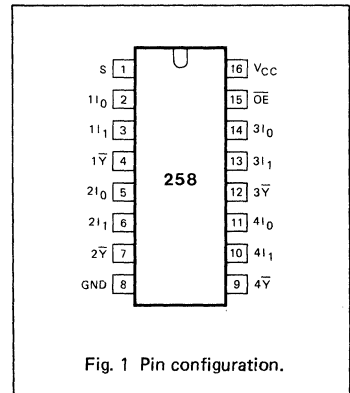 S 1 16 VCC
1I0 2 15 O̅E̅
1I1 3 14 3I0
1Y̅ 4 13 3I1
258
2I0 5 12 3Y̅
2I1 6 11 4I0
2Y̅ 7 10 4I1
GND 8 9 4Y̅
Fig. 1 Pin configuration.